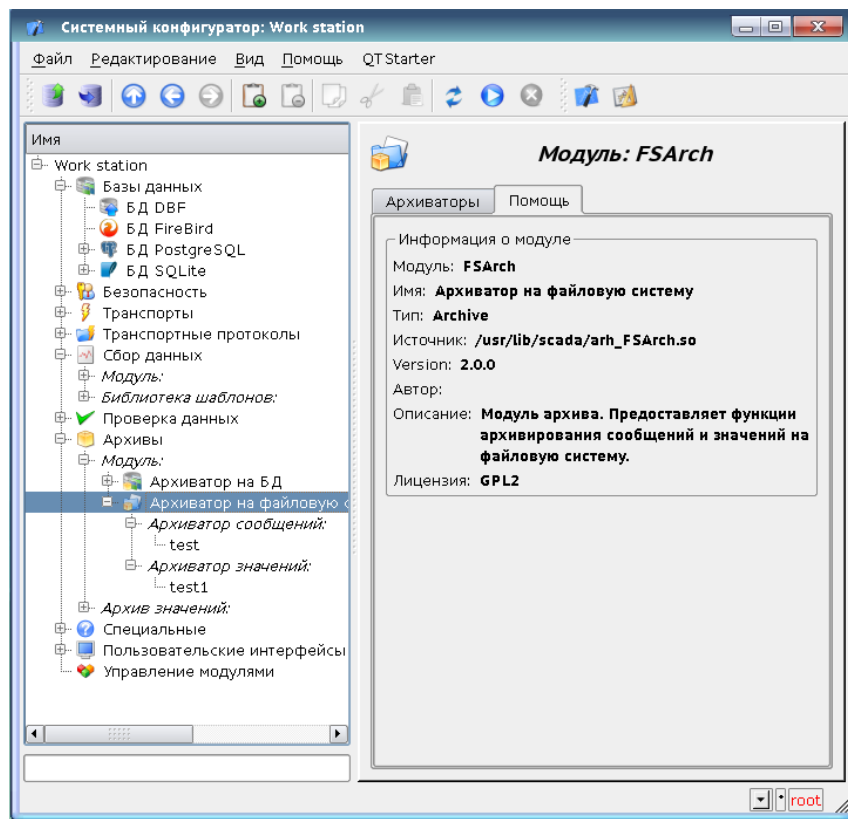 Системный конфигуратор: Work station
Файл Редактирование Вид Помощь QTStarter
Имя
Work station
Базы данных
БД DBF
БД FireBird
БД PostgreSQL
БД SQLite
Безопасность
Транспорты
Транспортные протоколы
Сбор данных
Модуль:
Библиотека шаблонов:
Проверка данных
Архивы
Модуль:
Архиватор на БД
Архиватор на файловую
Архиватор сообщений:
test
Архиватор значений:
test1
Архив значений:
Специальные
Пользовательские интерфейсы
Управление модулями
Модуль: FSArch
Архиваторы Помощь
Информация о модуле
Модуль: FSArch
Имя: Архиватор на файловую систему
Тип: Archive
Источник: /usr/lib/scada/arh_FSArch.so
Version: 2.0.0
Автор:
Описание: Модуль архива. Предоставляет функции
архивирования сообщений и значений на
файловую систему.
Лицензия: GPL2
* root